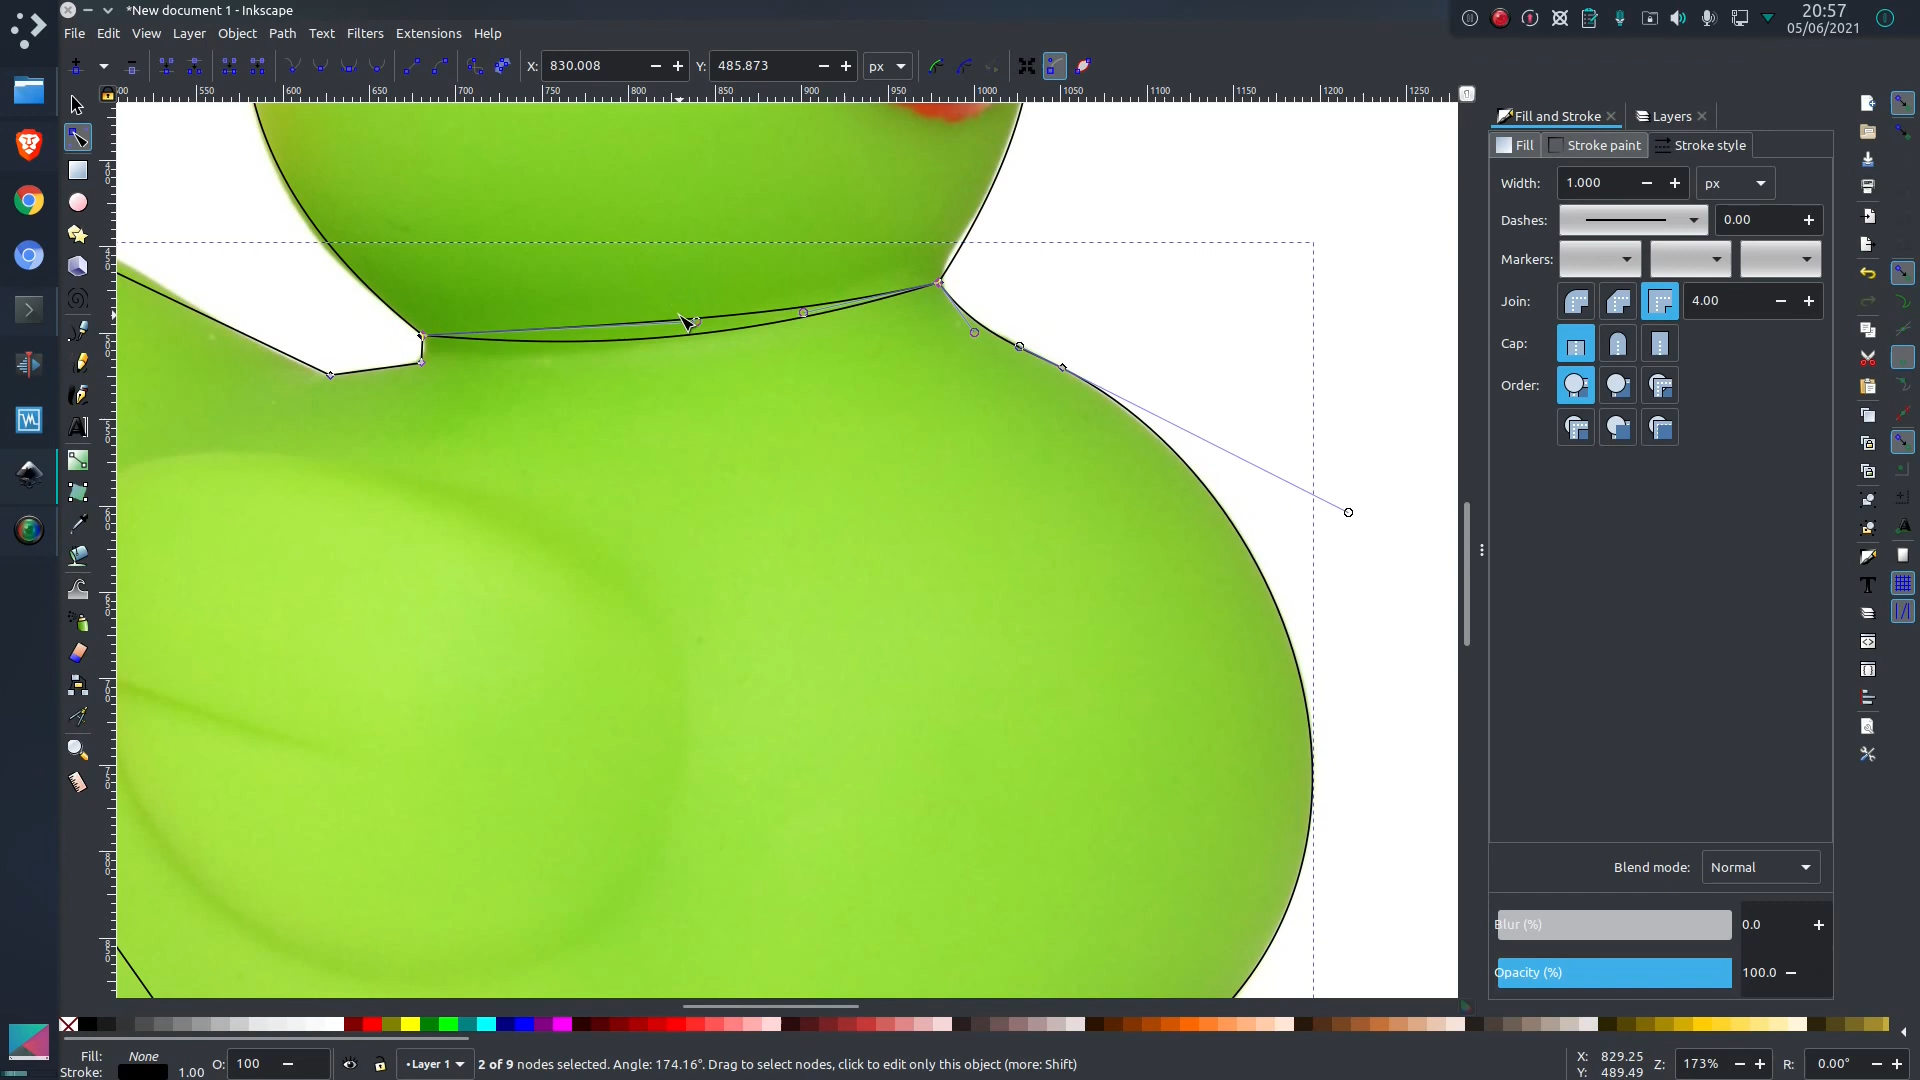 *New document 1 - Inkscape
20:57
05/06/2021
File Edit View Layer Object Path Text Filters Extensions Help
X: 830.008 Y: 485.873 px
550 600 650 700 750 800 850 900 950 1000 1050 1100 1150 1200 1250
Fill and Stroke Layers
Fill Stroke paint Stroke style
Width: 1.000 px
Dashes: 0.00
Markers:
Join: 4.00
Cap:
Order:
Blend mode: Normal
Blur (%) 0.0
Opacity (%) 100.0
Fill: None
Stroke: 1.00
O: 100
•Layer 1
2 of 9 nodes selected. Angle: 174.16°. Drag to select nodes, click to edit only this object (more: Shift)
X: 829.25
Y: 489.49
Z: 173%
R: 0.00°